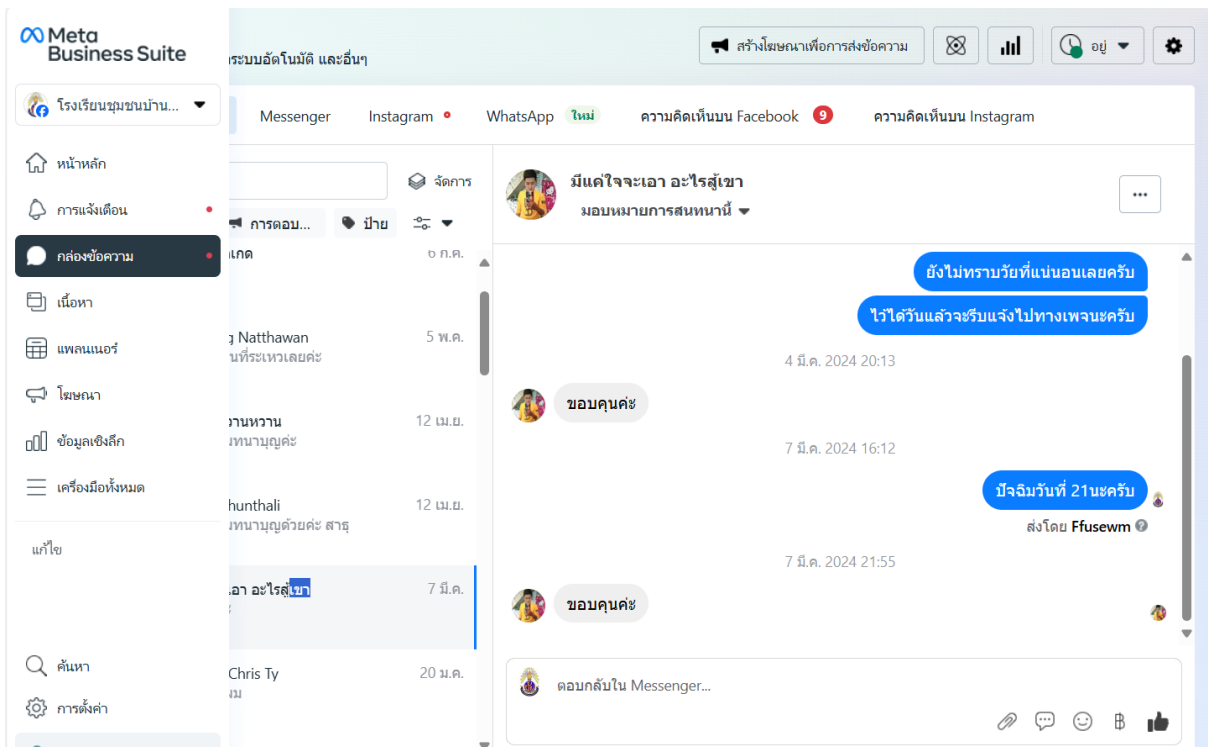 Meta
Business Suite
ระบบอัตโนมัติ และอื่นๆ
สร้างโฆษณาเพื่อการส่งข้อความ
อยู่
โรงเรียนชุมชนบ้าน...
Messenger
Instagram
WhatsApp ใหม่
ความคิดเห็นบน Facebook 9
ความคิดเห็นบน Instagram
หน้าหลัก
การแจ้งเตือน
กล่องข้อความ
เนื้อหา
แพลนเนอร์
โฆษณา
ข้อมูลเชิงลึก
เครื่องมือทั้งหมด
แก้ไข
ค้นหา
การตั้งค่า
จัดการ
การตอบ...
ป้าย
6 ก.ค.
Natthawan
5 พ.ค.
นที่ระเหวเลยค่ะ
วานหวาน
12 เม.ย.
มทนาบุญค่ะ
hunthali
12 เม.ย.
มทนาบุญด้วยค่ะ สาธุ
เอา อะไรสู้เขา
7 มี.ค.
Chris Ty
20 ม.ค.
มีแค่ใจจะเอา อะไรสู้เขา
มอบหมายการสนทนานี้
ยังไม่ทราบวัยที่แน่นอนเลยครับ
ไว้ได้วันแล้วจะรีบแจ้งไปทางเพจนะครับ
4 มี.ค. 2024 20:13
ขอบคุนค่ะ
7 มี.ค. 2024 16:12
ปัจฉิมวันที่ 21นะครับ
ส่งโดย Ffusewm
7 มี.ค. 2024 21:55
ขอบคุนค่ะ
ตอบกลับใน Messenger...